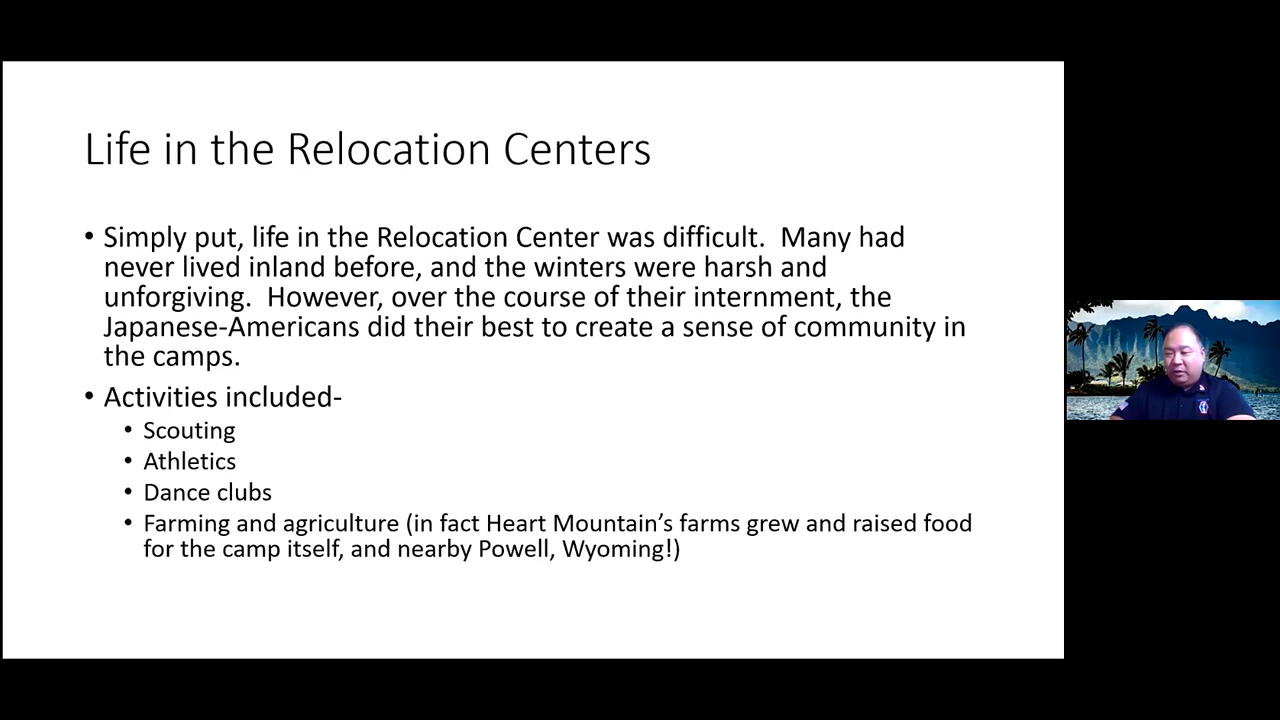 Life in the Relocation Centers
• Simply put, life in the Relocation Center was difficult.  Many had
never lived inland before, and the winters were harsh and
unforgiving.  However, over the course of their internment, the
Japanese-Americans did their best to create a sense of community in
the camps.
• Activities included-
• Scouting
• Athletics
• Dance clubs
• Farming and agriculture (in fact Heart Mountain’s farms grew and raised food
for the camp itself, and nearby Powell, Wyoming!)